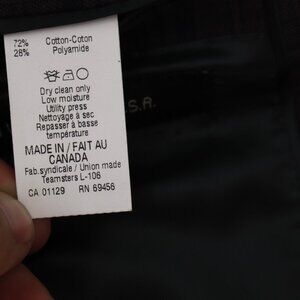 72% Cotton-Coton
28% Polyamide
Dry clean only
Low moisture
Utility press
Nettoyage à sec
Repasser à basse
température
MADE IN / FAIT AU
CANADA
Fab.syndicale / Union made
Teamsters L-106
CA 01129 RN 69456
S.A.